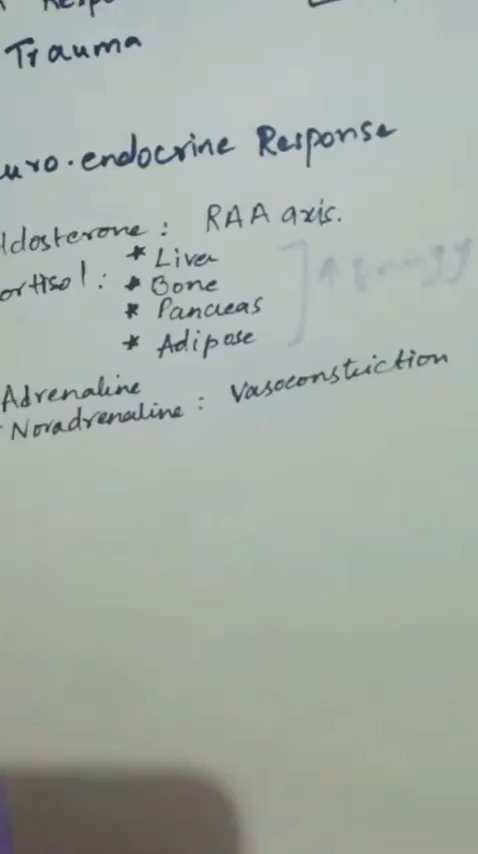 Trauma
uro.endocrine Response
ldosterone: RAA axis.
ortisol: * Liver
* Bone
* Pancreas
* Adipose
Adrenaline
Noradrenaline: Vasoconstriction